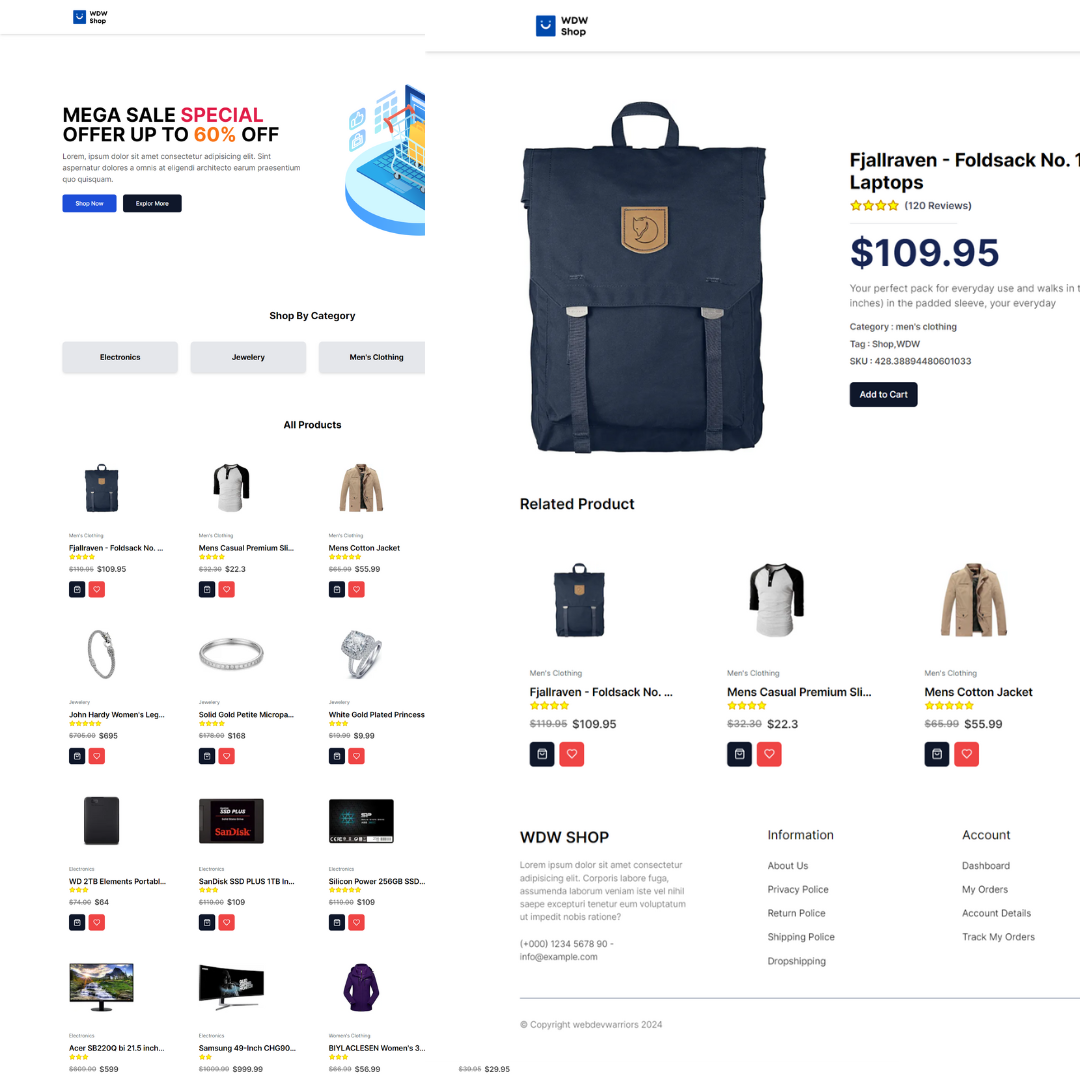 WDW
Shop
MEGA SALE SPECIAL
OFFER UP TO 60% OFF
Lorem, ipsum dolor sit amet consectetur adipisicing elit. Sint
aspernatur dolores a omnis at eligendi architecto earum praesentium
quo quisquam.
Shop Now
Explor More
Shop By Category
Electronics
Jewelery
Men's Clothing
All Products
Men's Clothing
Fjallraven - Foldsack No. ...
$119.95 $109.95
Men's Clothing
Mens Casual Premium Sli...
$32.30 $22.3
Men's Clothing
Mens Cotton Jacket
$65.99 $55.99
Jewelery
John Hardy Women's Leg...
$705.00 $695
Jewelery
Solid Gold Petite Micropa...
$178.00 $168
Jewelery
White Gold Plated Princess
$19.99 $9.99
SSD PLUS
SanDisk
SP
Electronics
WD 2TB Elements Portabl...
$74.00 $64
Electronics
SanDisk SSD PLUS 1TB In...
$119.00 $109
Electronics
Silicon Power 256GB SSD...
$119.00 $109
Electronics
Acer SB220Q bi 21.5 inch...
$609.00 $599
Electronics
Samsung 49-Inch CHG90...
$1009.99 $999.99
Women's Clothing
BIYLACLESEN Women's 3...
$66.99 $56.99
$39.95 $29.95
WDW
Shop
Fjallraven - Foldsack No. 1
Laptops
(120 Reviews)
$109.95
Your perfect pack for everyday use and walks in t
inches) in the padded sleeve, your everyday
Category : men's clothing
Tag : Shop,WDW
SKU : 428.38894480601033
Add to Cart
Related Product
Men's Clothing
Fjallraven - Foldsack No. ...
$119.95 $109.95
Men's Clothing
Mens Casual Premium Sli...
$32.30 $22.3
Men's Clothing
Mens Cotton Jacket
$65.99 $55.99
WDW SHOP
Lorem ipsum dolor sit amet consectetur
adipisicing elit. Corporis labore fuga,
assumenda laborum veniam iste vel nihil
saepe excepturi tenetur eum voluptatum
ut impedit nobis ratione?
(+000) 1234 5678 90 -
info@example.com
Information
About Us
Privacy Police
Return Police
Shipping Police
Dropshipping
Account
Dashboard
My Orders
Account Details
Track My Orders
© Copyright webdevwarriors 2024